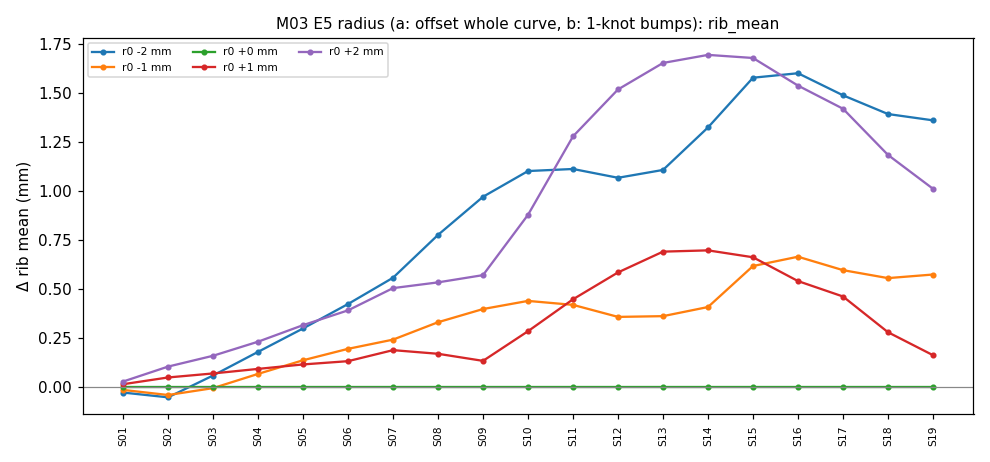 M03 E5 radius (a: offset whole curve, b: 1-knot bumps): rib_mean
r0 -2 mm
r0 -1 mm
r0 +0 mm
r0 +1 mm
r0 +2 mm
Δ rib mean (mm)
1.75
1.50
1.25
1.00
0.75
0.50
0.25
0.00
S01 S02 S03 S04 S05 S06 S07 S08 S09 S10 S11 S12 S13 S14 S15 S16 S17 S18 S19